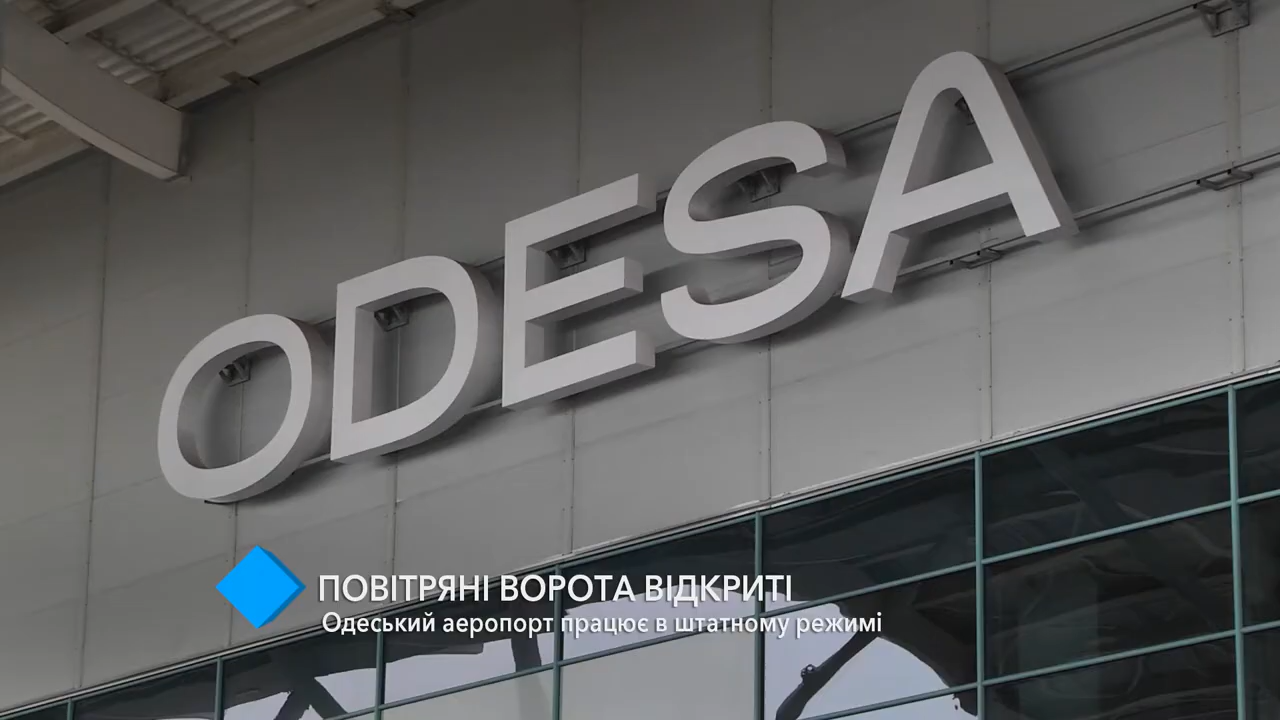 ODESA
ПОВІТРЯНІ ВОРОТА ВІДКРИТІ
Одеський аеропорт працює в штатному режимі